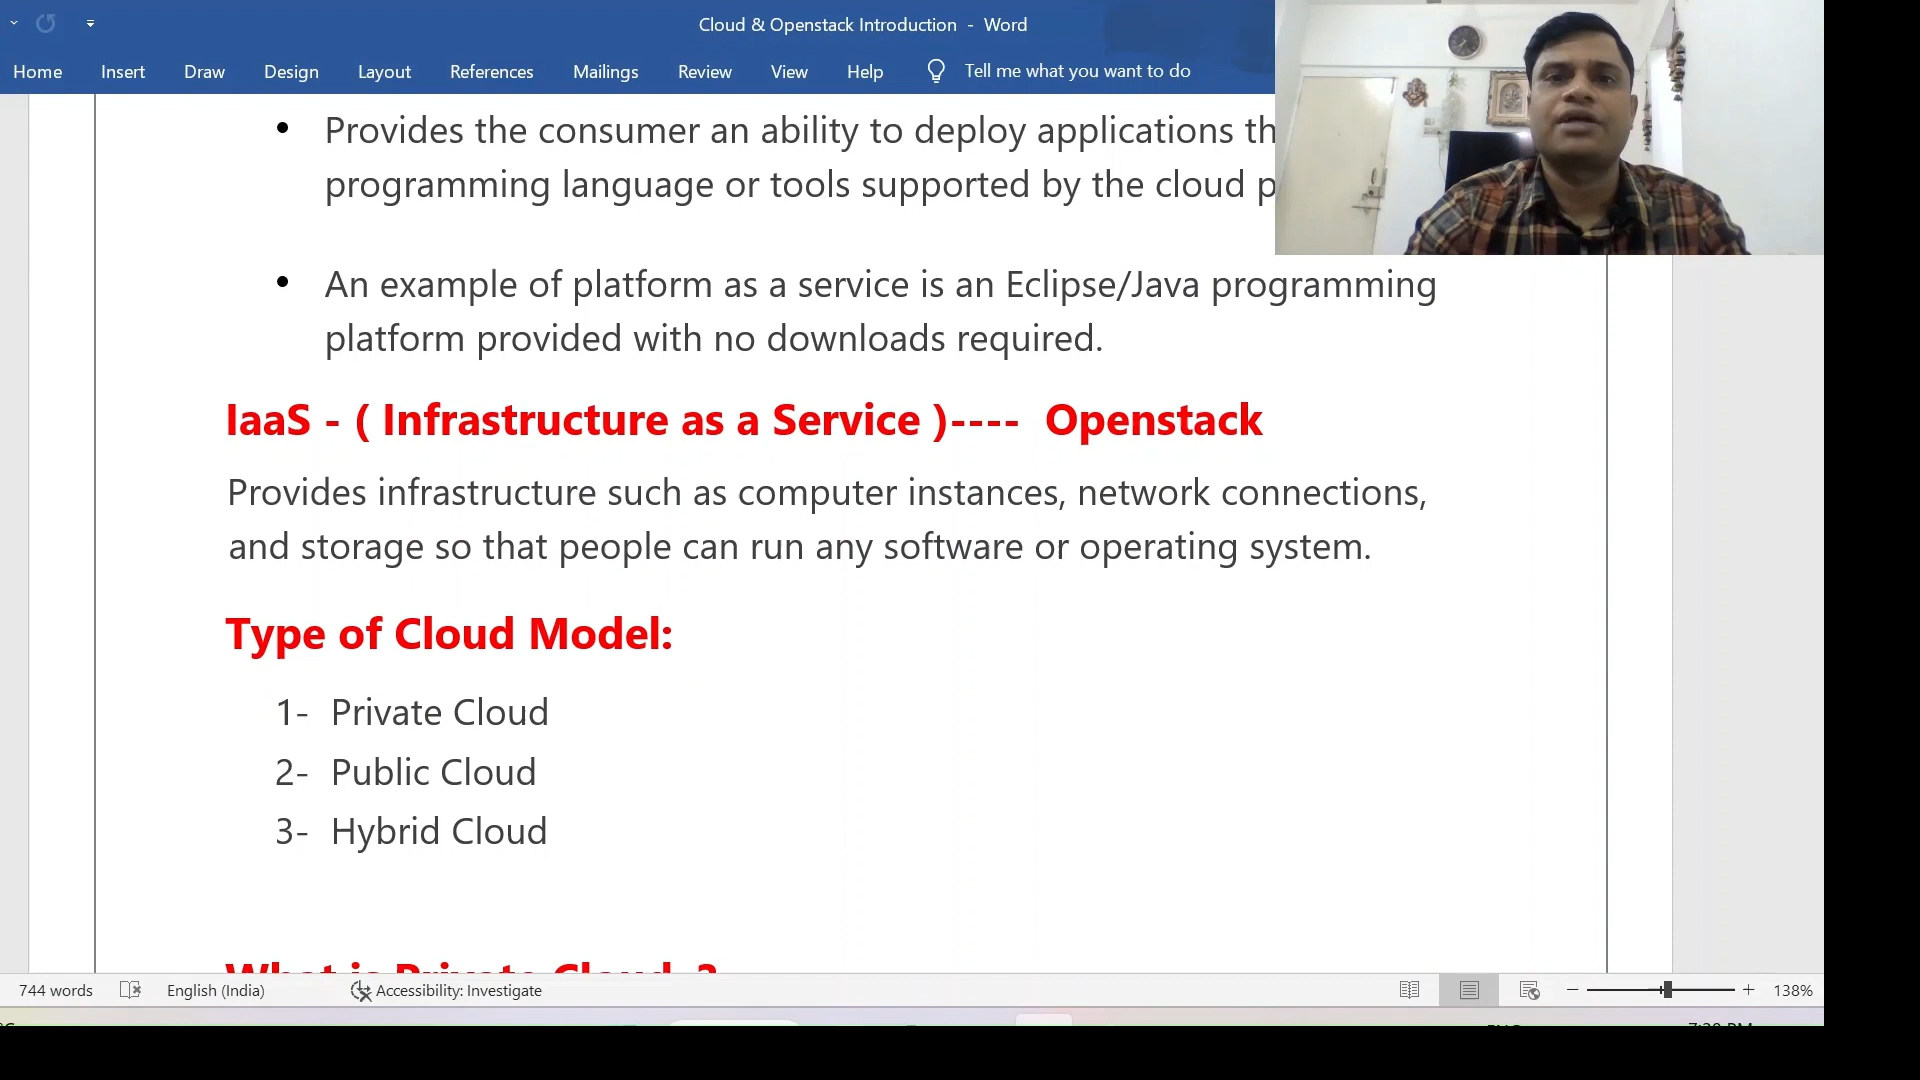 Cloud & Openstack Introduction - Word
Home Insert Draw Design Layout References Mailings Review View Help Tell me what you want to do
• Provides the consumer an ability to deploy applications
programming language or tools supported by the cloud
• An example of platform as a service is an Eclipse/Java programming
platform provided with no downloads required.
IaaS - ( Infrastructure as a Service )---- Openstack
Provides infrastructure such as computer instances, network connections,
and storage so that people can run any software or operating system.
Type of Cloud Model:
1- Private Cloud
2- Public Cloud
3- Hybrid Cloud
What is Private Cloud ?
744 words English (India) Accessibility: Investigate 138%